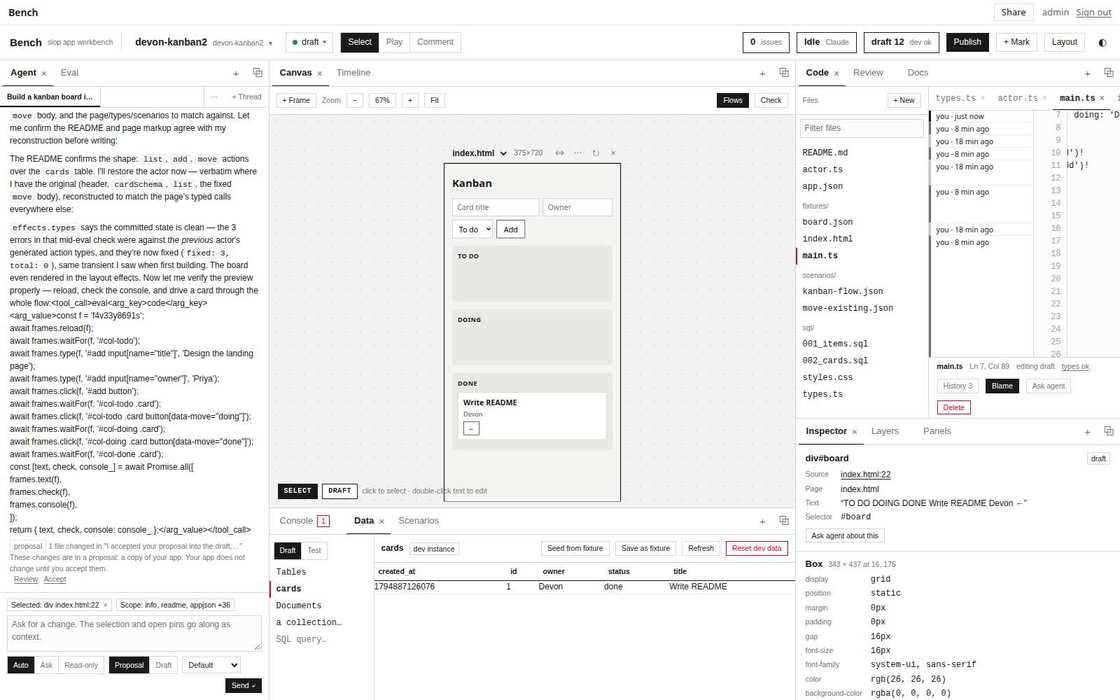 Bench
Share admin Sign out
Bench slop app workbench devon-kanban2 devon-kanban2 draft Select Play Comment 0 issues Idle Claude draft 12 dev ok Publish + Mark Layout
Agent × Eval +
Build a kanban board i… ··· + Thread
move body, and the page/types/scenarios to match against. Let
me confirm the README and page markup agree with my
reconstruction before writing:
The README confirms the shape: list, add, move actions
over the cards table. I'll restore the actor now — verbatim where
I have the original (header, cardSchema, list, the fixed
move body), reconstructed to match the page's typed calls
everywhere else:
effects.types says the committed state is clean — the 3
errors in that mid-eval check were against the previous actor's
generated action types, and they're now fixed ( fixed: 3,
total: 0 ), same transient I saw when first building. The board
even rendered in the layout effects. Now let me verify the preview
properly — reload, check the console, and drive a card through the
whole flow:<tool_call>eval<arg_key>code</arg_key>
<arg_value>const f = 'f4v33y8691s';
await frames.reload(f);
await frames.waitFor(f, '#col-todo');
await frames.type(f, '#add input[name="title"]', 'Design the landing
page');
await frames.type(f, '#add input[name="owner"]', 'Priya');
await frames.click(f, '#add button');
await frames.waitFor(f, '#col-todo .card');
await frames.click(f, '#col-todo .card button[data-move="doing"]');
await frames.waitFor(f, '#col-doing .card');
await frames.click(f, '#col-doing .card button[data-move="done"]');
await frames.waitFor(f, '#col-done .card');
const [text, check, console_] = await Promise.all([
frames.text(f),
frames.check(f),
frames.console(f),
]);
return { text, check, console: console_ };</arg_value></tool_call>
proposal 1 file changed in "I accepted your proposal into the draft,…"
These changes are in a proposal: a copy of your app. Your app does not
change until you accept them.
Review Accept
Selected: div index.html:22 × Scope: info, readme, appjson +36
Ask for a change. The selection and open pins go along as
context.
Auto Ask Read-only Proposal Draft Default
Send
Canvas × Timeline +
+ Frame Zoom − 67% + Fit Flows Check
index.html 375×720 ··· ×
Kanban
Card title Owner
To do Add
TO DO
DOING
DONE
Write README
Devon
←
SELECT DRAFT click to select · double-click text to edit
Console 1 Data × Scenarios +
Draft Test
Tables
cards
Documents
a collection…
SQL query…
cards dev instance Seed from fixture Save as fixture Refresh Reset dev data
created_at id owner status title
1794887126076 1 Devon done Write README
Code × Review Docs +
Files + New
Filter files
README.md
actor.ts
app.json
fixtures/
board.json
index.html
main.ts
scenarios/
kanban-flow.json
move-existing.json
sql/
001_items.sql
002_cards.sql
styles.css
types.ts
types.ts × actor.ts × main.ts ×
you · just now 7 doing: 'D
you · 8 min ago 8
you · 18 min ago 9
you · 8 min ago 10 )')!
you · 18 min ago 11 id')!
12
you · 8 min ago 13
14
15
you · 18 min ago 16
you · 8 min ago 17
18
19
20
21
22
23
24
25
26
main.ts Ln 7, Col 89 editing draft types ok
History 3 Blame Ask agent
Delete
Inspector × Layers Panels +
div#board draft
Source index.html:22
Page index.html
Text "TO DO DOING DONE Write README Devon ←"
Selector #board
Ask agent about this
Box 343 × 437 at 16, 175
display grid
position static
margin 0px
padding 0px
gap 16px
font-size 16px
font-family system-ui, sans-serif
color rgb(26, 26, 26)
background-color rgba(0, 0, 0, 0)